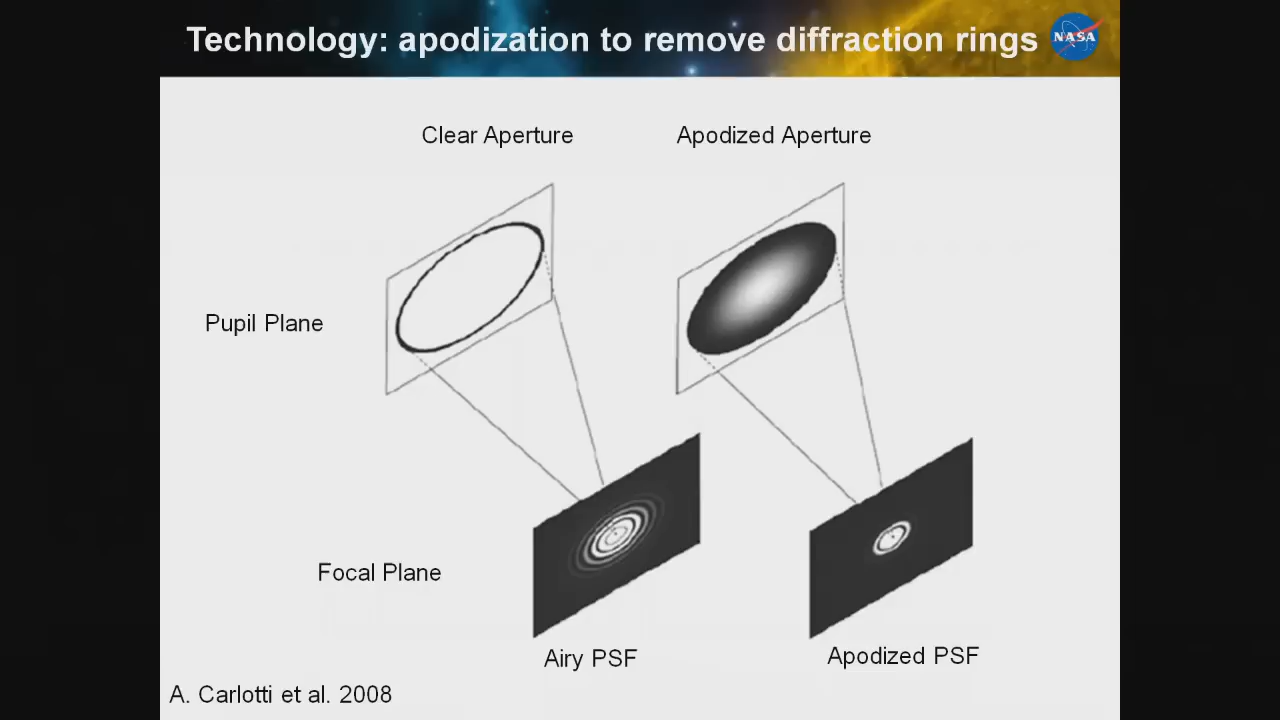 Technology: apodization to remove diffraction rings
NASA
Clear Aperture
Apodized Aperture
Pupil Plane
Focal Plane
Airy PSF
Apodized PSF
A. Carlotti et al. 2008